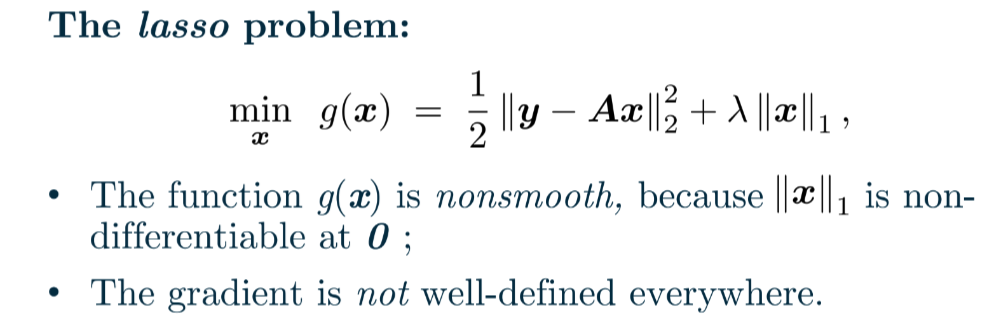 The lasso problem:
min_x g(x) = 1/2 ‖y − Ax‖₂² + λ ‖x‖₁ ,
• The function g(x) is nonsmooth, because ‖x‖₁ is non-
differentiable at 0 ;
• The gradient is not well-defined everywhere.